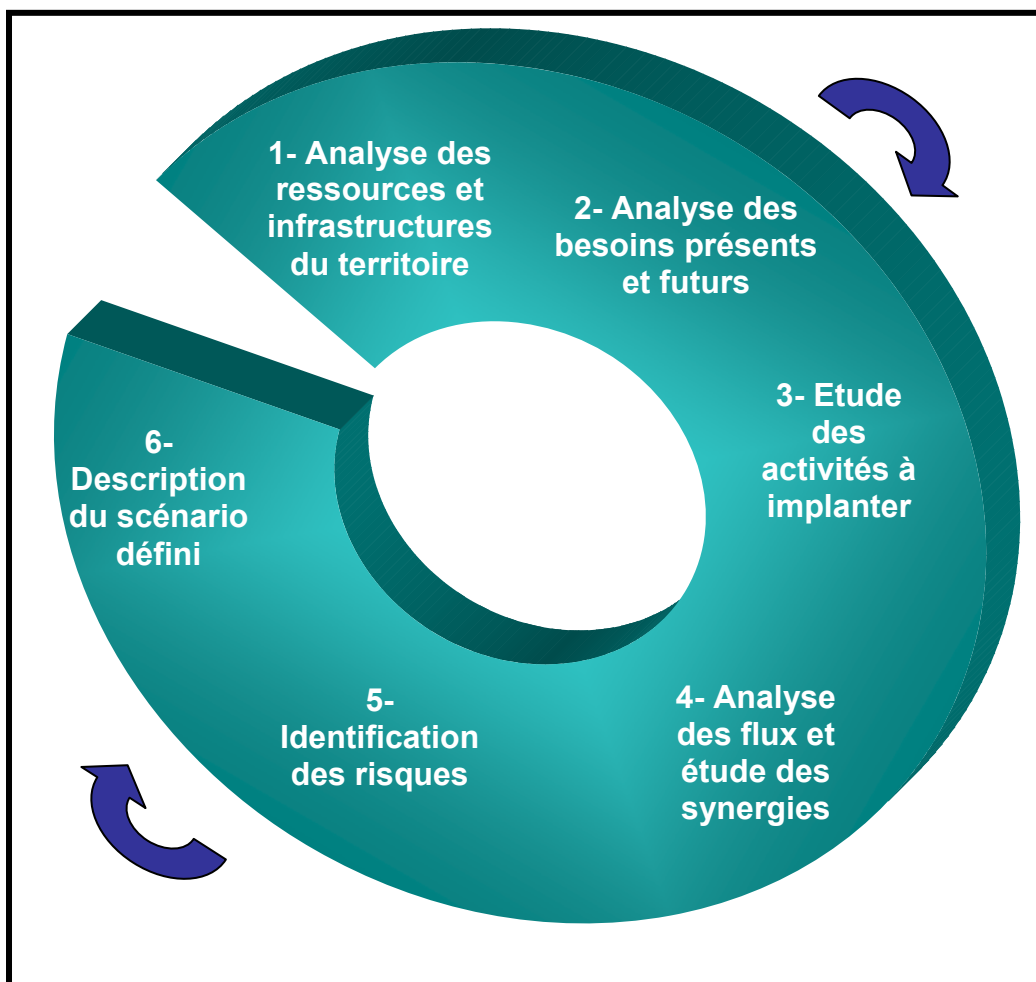 1- Analyse des
ressources et
infrastructures
du territoire
2- Analyse des
besoins présents
et futurs
3- Etude
des
activités à
implanter
4- Analyse
des flux et
étude des
synergies
5-
Identification
des risques
6-
Description
du scénario
défini